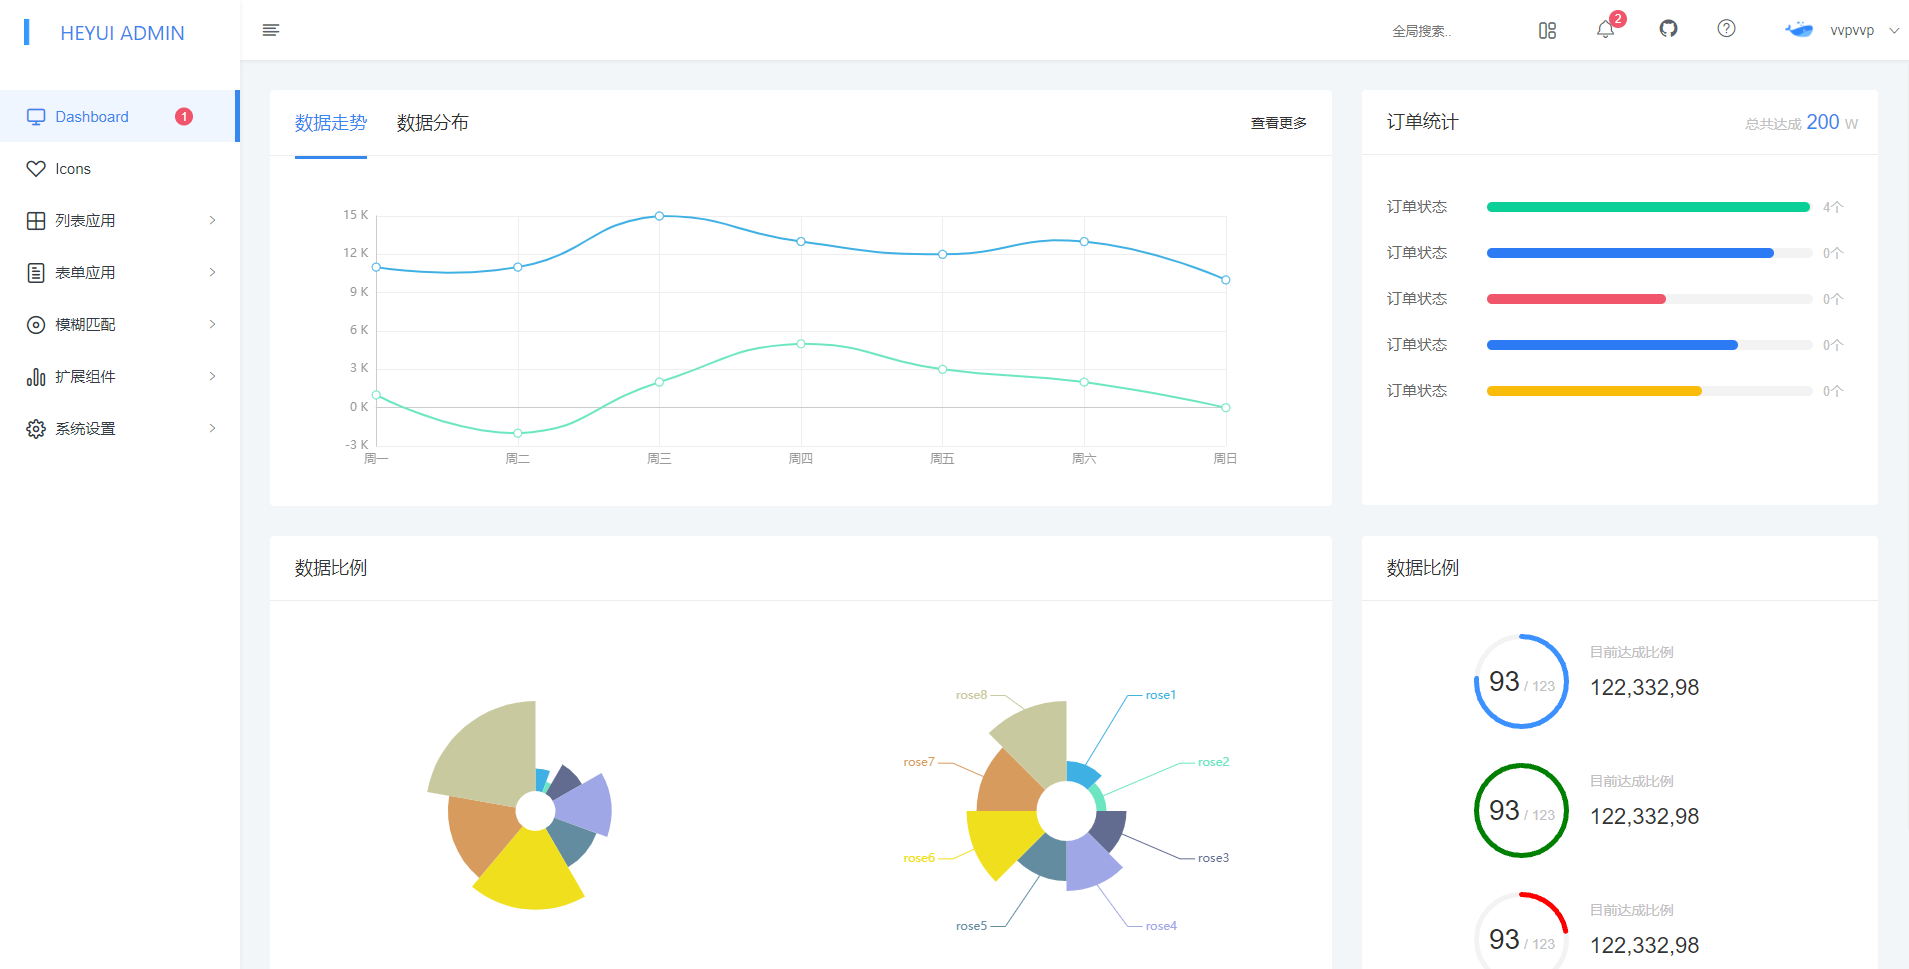 HEYUI ADMIN
全局搜索..
2
vvpvvp
Dashboard
1
Icons
列表应用
表单应用
模糊匹配
扩展组件
系统设置
数据走势
数据分布
查看更多
15 K
12 K
9 K
6 K
3 K
0 K
-3 K
周一
周二
周三
周四
周五
周六
周日
订单统计
总共达成 200 W
订单状态 4个
订单状态 0个
订单状态 0个
订单状态 0个
订单状态 0个
数据比例
rose8
rose1
rose7
rose2
rose6
rose3
rose5
rose4
数据比例
目前达成比例
93 / 123
122,332,98
目前达成比例
93 / 123
122,332,98
目前达成比例
93 / 123
122,332,98